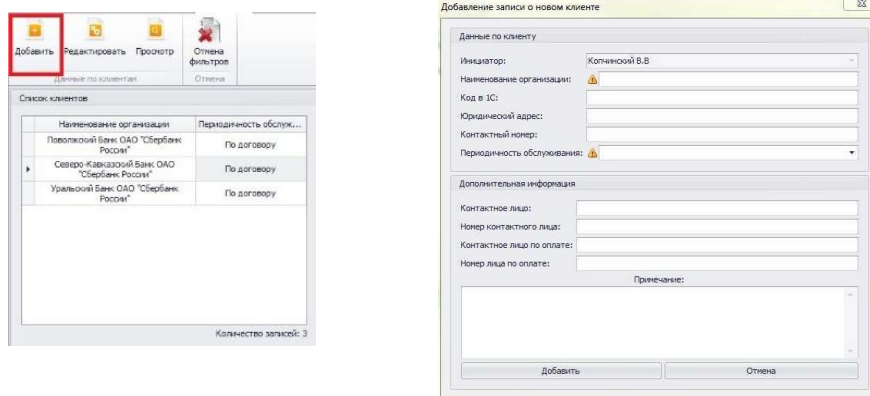 Добавить Редактировать Просмотр Отмена фильтров
Данные по клиентам Отмена
Список клиентов
Наименование организации Периодичность обслуж...
Поволжский Банк ОАО "Сбербанк России" По договору
Северо-Кавказский Банк ОАО "Сбербанк России" По договору
Уральский Банк ОАО "Сбербанк России" По договору
Количество записей: 3
Добавление записи о новом клиенте
Данные по клиенту
Инициатор: Копчинский В.В
Наименование организации:
Код в 1С:
Юридический адрес:
Контактный номер:
Периодичность обслуживания:
Дополнительная информация
Контактное лицо:
Номер контактного лица:
Контактное лицо по оплате:
Номер лица по оплате:
Примечание:
Добавить Отмена